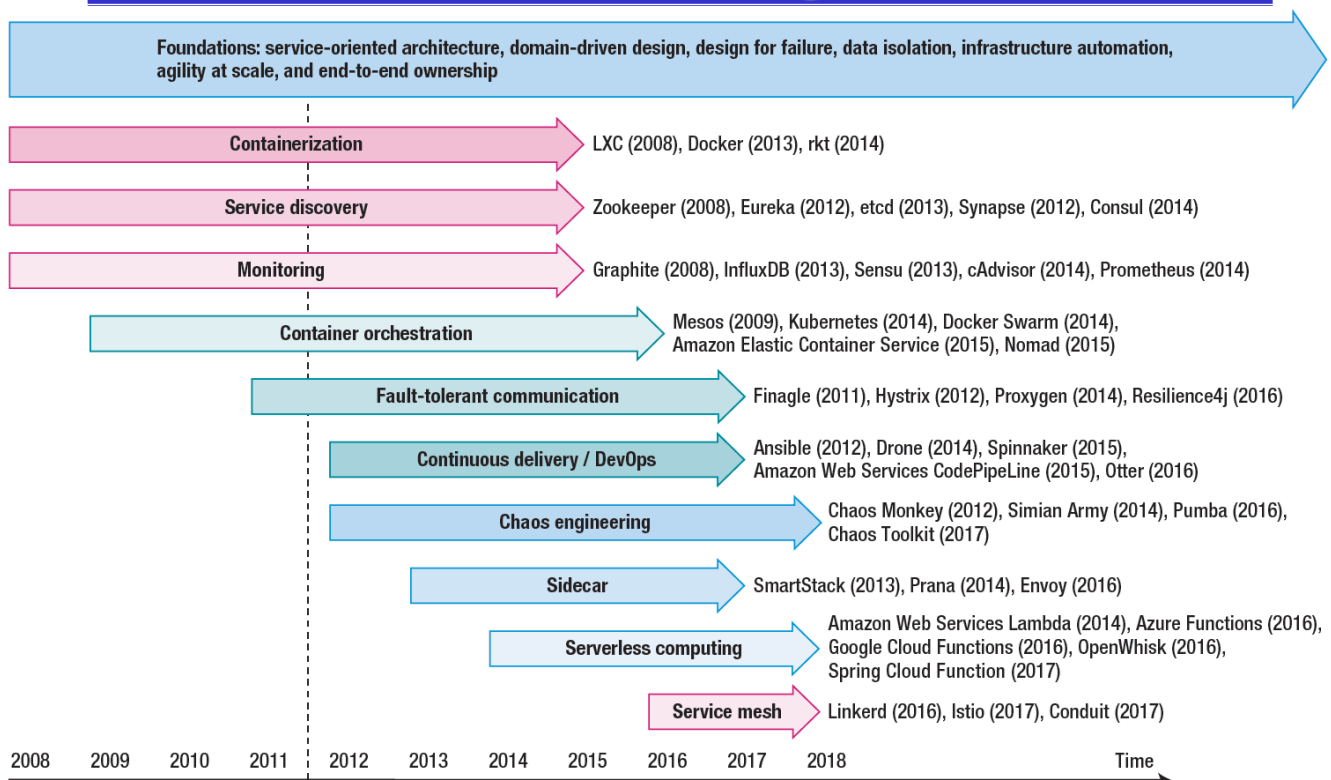 Foundations: service-oriented architecture, domain-driven design, design for failure, data isolation, infrastructure automation,
agility at scale, and end-to-end ownership
Containerization
LXC (2008), Docker (2013), rkt (2014)
Service discovery
Zookeeper (2008), Eureka (2012), etcd (2013), Synapse (2012), Consul (2014)
Monitoring
Graphite (2008), InfluxDB (2013), Sensu (2013), cAdvisor (2014), Prometheus (2014)
Container orchestration
Mesos (2009), Kubernetes (2014), Docker Swarm (2014),
Amazon Elastic Container Service (2015), Nomad (2015)
Fault-tolerant communication
Finagle (2011), Hystrix (2012), Proxygen (2014), Resilience4j (2016)
Continuous delivery / DevOps
Ansible (2012), Drone (2014), Spinnaker (2015),
Amazon Web Services CodePipeLine (2015), Otter (2016)
Chaos engineering
Chaos Monkey (2012), Simian Army (2014), Pumba (2016),
Chaos Toolkit (2017)
Sidecar
SmartStack (2013), Prana (2014), Envoy (2016)
Serverless computing
Amazon Web Services Lambda (2014), Azure Functions (2016),
Google Cloud Functions (2016), OpenWhisk (2016),
Spring Cloud Function (2017)
Service mesh
Linkerd (2016), Istio (2017), Conduit (2017)
2008 2009 2010 2011 2012 2013 2014 2015 2016 2017 2018 Time